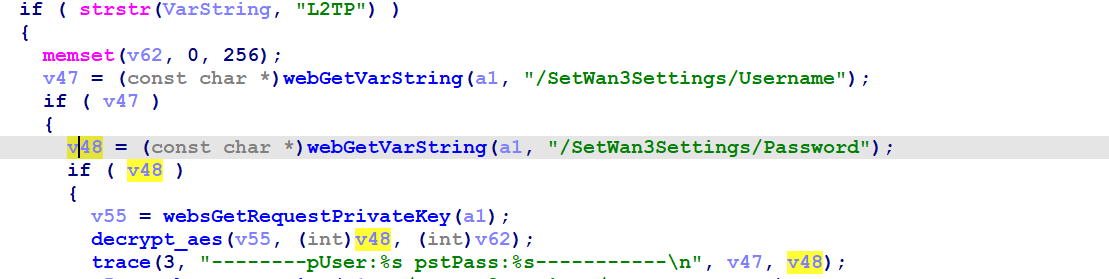 if ( strstr(VarString, "L2TP") )
{
memset(v62, 0, 256);
v47 = (const char *)webGetVarString(a1, "/SetWan3Settings/Username");
if ( v47 )
{
v48 = (const char *)webGetVarString(a1, "/SetWan3Settings/Password");
if ( v48 )
{
v55 = websGetRequestPrivateKey(a1);
decrypt_aes(v55, (int)v48, (int)v62);
trace(3, "--------pUser:%s pstPass:%s-----------\n", v47, v48);